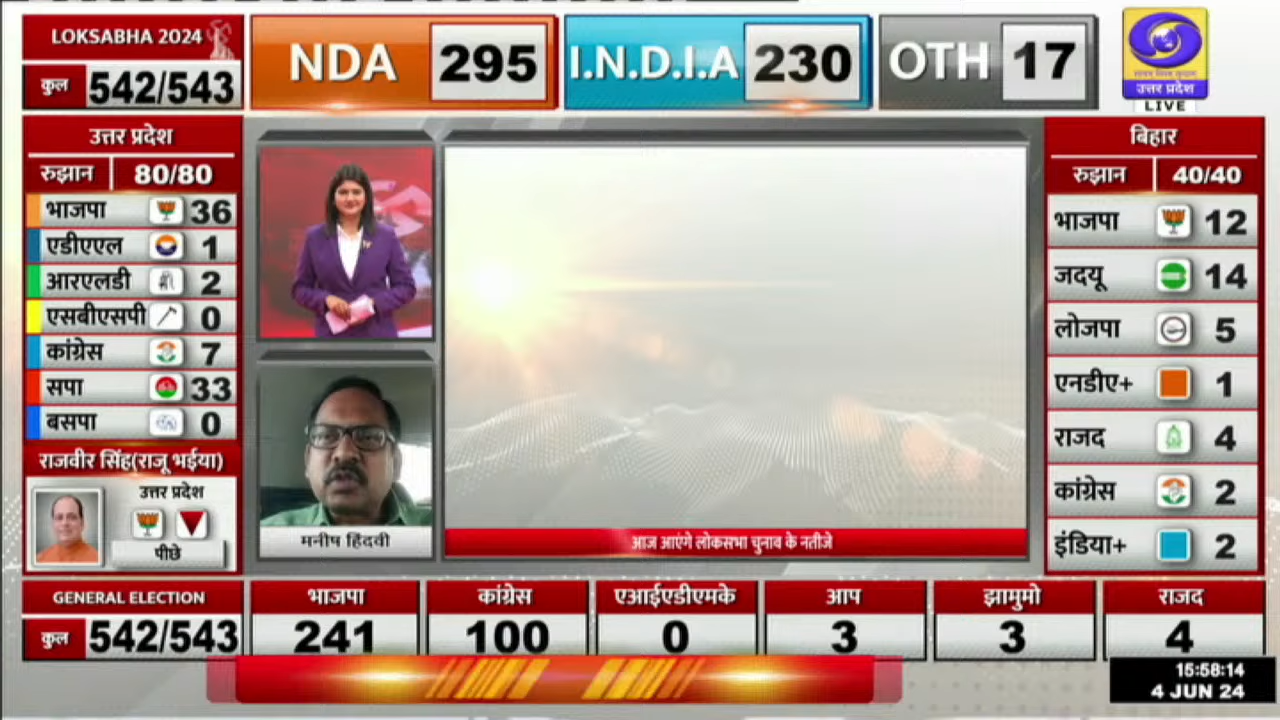 LOKSABHA 2024
कुल 542/543
NDA 295
I.N.D.I.A 230
OTH 17
उत्तर प्रदेश
LIVE
उत्तर प्रदेश
रुझान 80/80
भाजपा 36
एडीएएल 1
आरएलडी 2
एसबीएसपी 0
कांग्रेस 7
सपा 33
बसपा 0
राजवीर सिंह(राजू भईया)
उत्तर प्रदेश
पीछे
मनीष हिंदवी
आज आएंगे लोकसभा चुनाव के नतीजे
बिहार
रुझान 40/40
भाजपा 12
जदयू 14
लोजपा 5
एनडीए+ 1
राजद 4
कांग्रेस 2
इंडिया+ 2
GENERAL ELECTION
कुल 542/543
भाजपा 241
कांग्रेस 100
एआईएडीएमके 0
आप 3
झामुमो 3
राजद 4
15:58:14
4 JUN 24